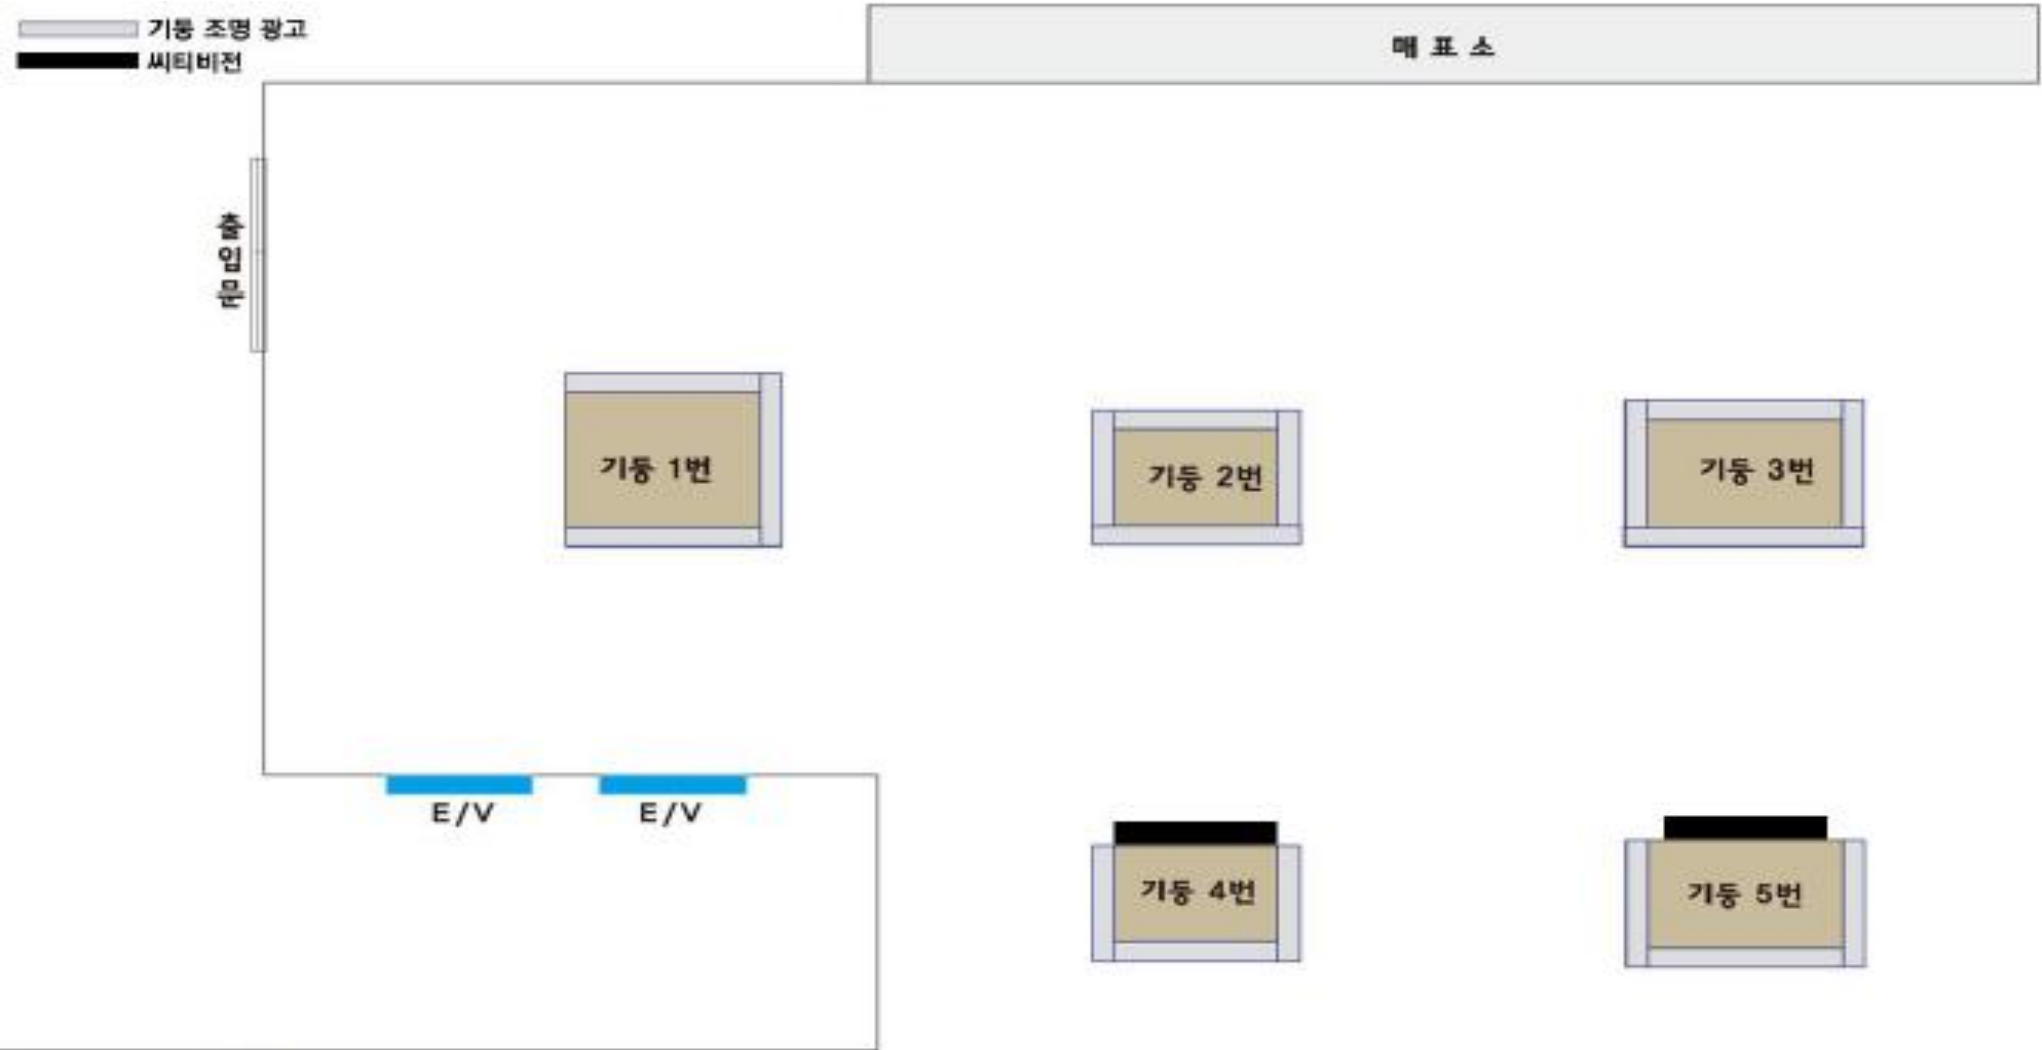 기둥 조명 광고
씨티비전
매 표 소
출입문
기둥 1번
기둥 2번
기둥 3번
E/V
E/V
기둥 4번
기둥 5번